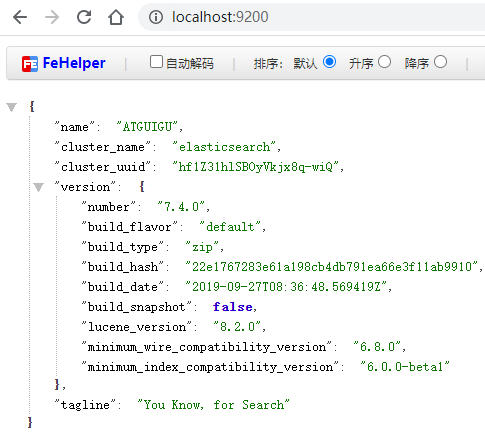 localhost:9200
FeHelper | 自动解码 | 排序: 默认 升序 降序 |
{
"name": "ATGUIGU",
"cluster_name": "elasticsearch",
"cluster_uuid": "hf1Z31hlSBOyVkjx8q-wiQ",
"version": {
"number": "7.4.0",
"build_flavor": "default",
"build_type": "zip",
"build_hash": "22e1767283e61a198cb4db791ea66e3f11ab9910",
"build_date": "2019-09-27T08:36:48.569419Z",
"build_snapshot": false,
"lucene_version": "8.2.0",
"minimum_wire_compatibility_version": "6.8.0",
"minimum_index_compatibility_version": "6.0.0-beta1"
},
"tagline": "You Know, for Search"
}